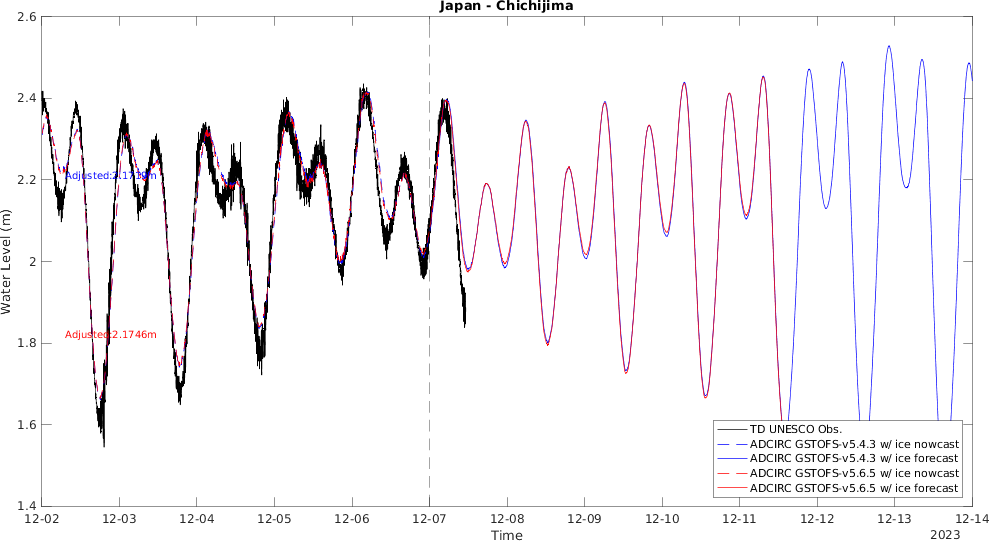 Japan - Chichijima
Water Level (m)
2.6
2.4
2.2
2
1.8
1.6
1.4
Adjusted:2.1739m
Adjusted:2.1746m
TD UNESCO Obs.
ADCIRC GSTOFS-v5.4.3 w/ ice nowcast
ADCIRC GSTOFS-v5.4.3 w/ ice forecast
ADCIRC GSTOFS-v5.6.5 w/ ice nowcast
ADCIRC GSTOFS-v5.6.5 w/ ice forecast
12-02 12-03 12-04 12-05 12-06 12-07 12-08 12-09 12-10 12-11 12-12 12-13 12-14
Time
2023